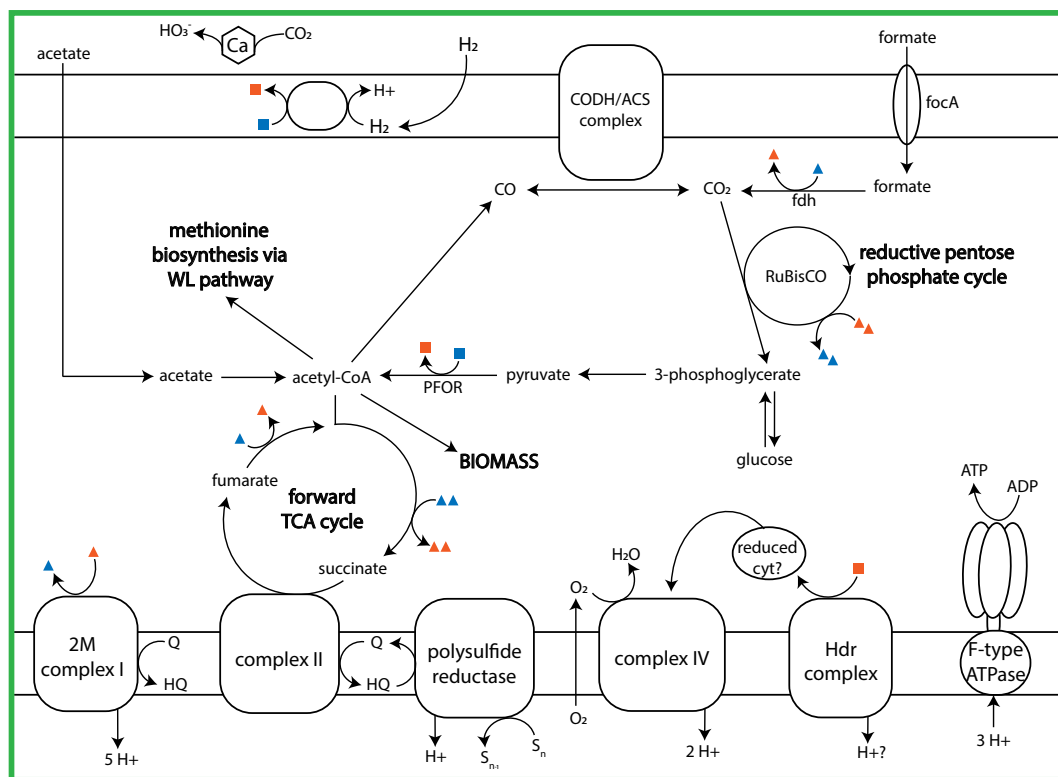 HO₃⁻
Ca
CO₂
acetate
H₂
formate
H+
H₂
CODH/ACS
complex
focA
CO
CO₂
fdh
formate
methionine
biosynthesis via
WL pathway
RuBisCO
reductive pentose
phosphate cycle
acetate
acetyl-CoA
PFOR
pyruvate
3-phosphoglycerate
glucose
BIOMASS
fumarate
forward
TCA cycle
succinate
ATP
ADP
H₂O
O₂
reduced
cyt?
2M
complex I
Q
HQ
complex II
Q
HQ
polysulfide
reductase
complex IV
Hdr
complex
F-type
ATPase
O₂
5 H+
H+
Sₙ₋₁
Sₙ
2 H+
H+?
3 H+